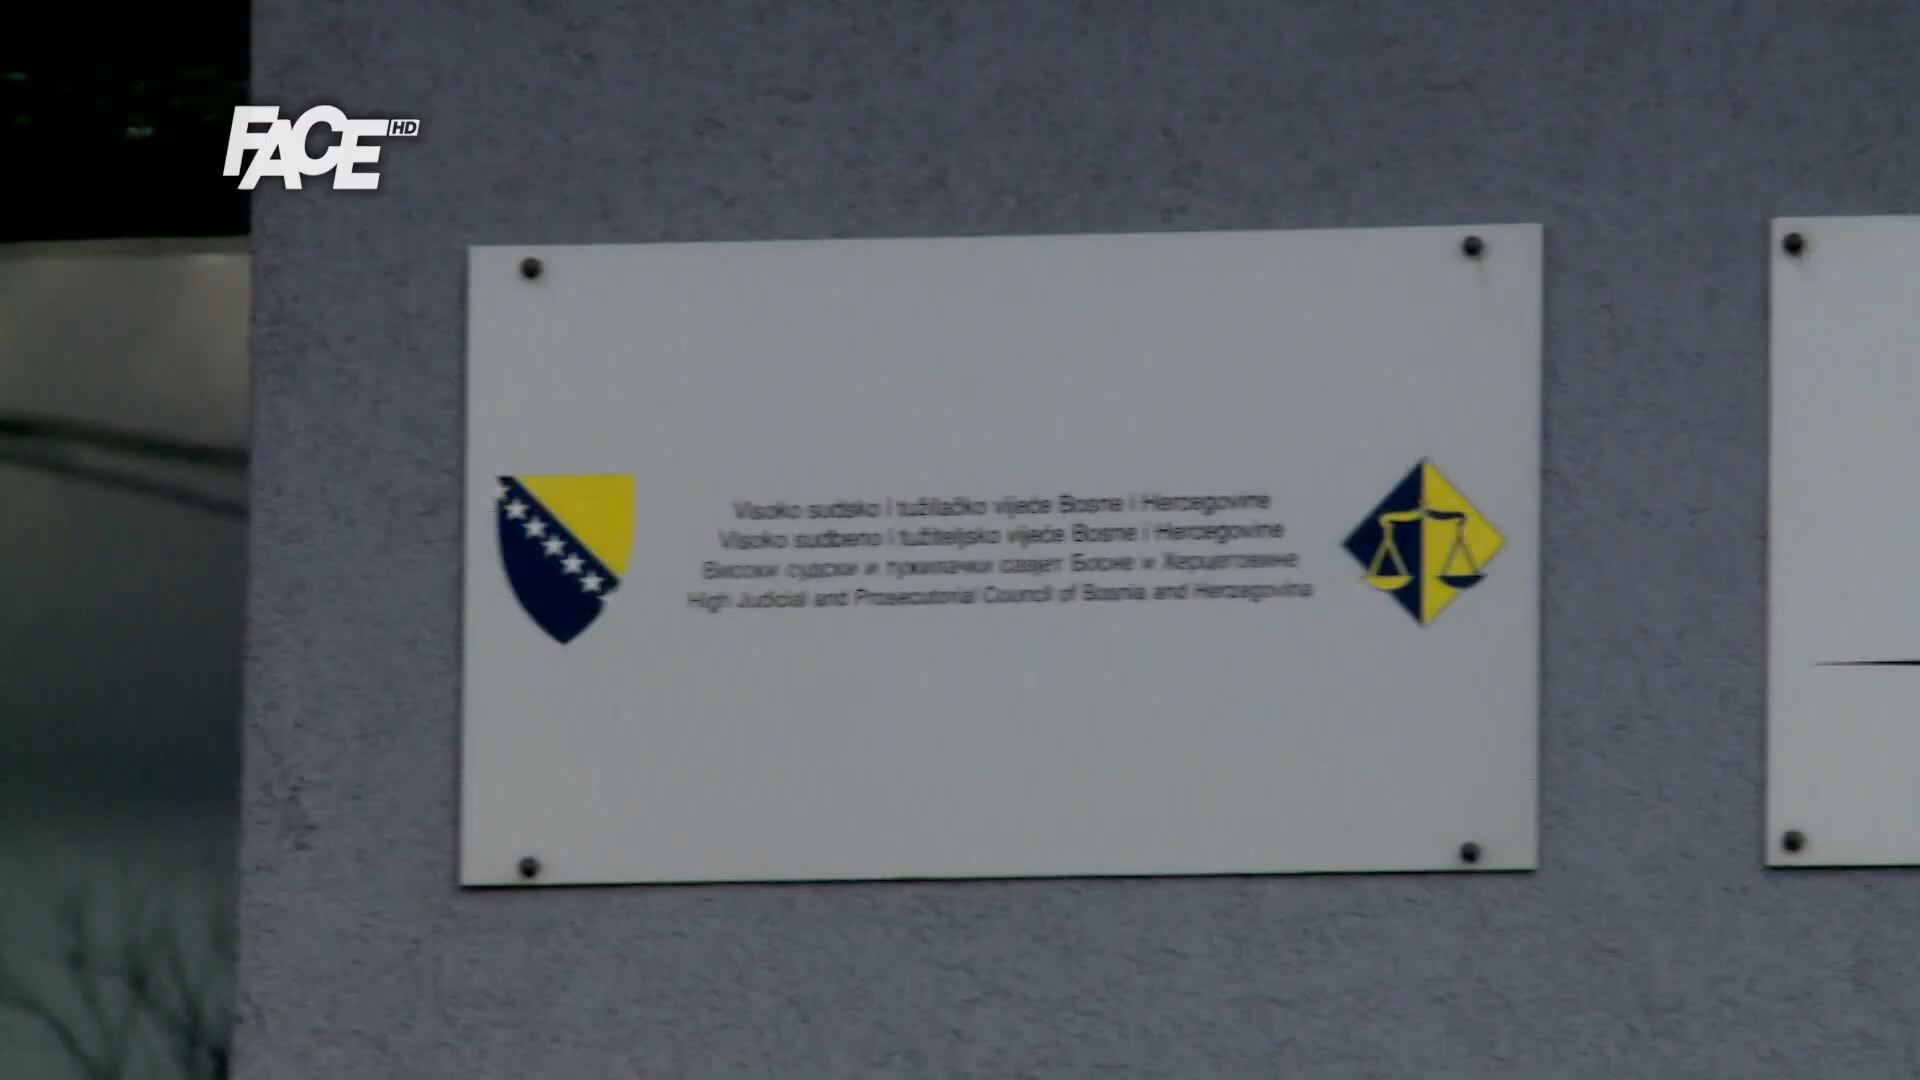 FACE HD
Visoko sudsko i tužilačko vijeće Bosne i Hercegovine
Visoko sudbeno i tužiteljsko vijeće Bosne i Hercegovine
Високи судски и тужилачки савјет Босне и Херцеговине
High Judicial and Prosecutorial Council of Bosnia and Herzegovina